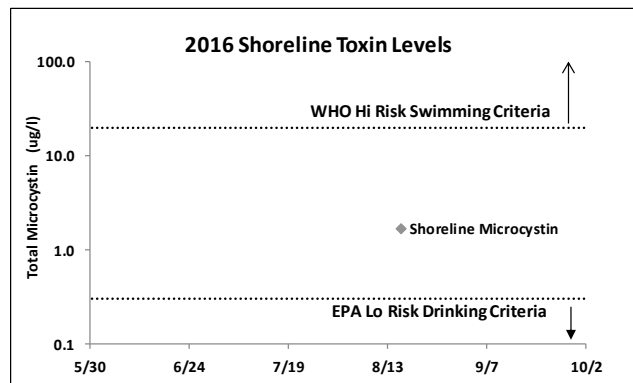 2016 Shoreline Toxin Levels
100.0
WHO Hi Risk Swimming Criteria
10.0
Total Microcystin (ug/l)
Shoreline Microcystin
1.0
EPA Lo Risk Drinking Criteria
0.1
5/30 6/24 7/19 8/13 9/7 10/2